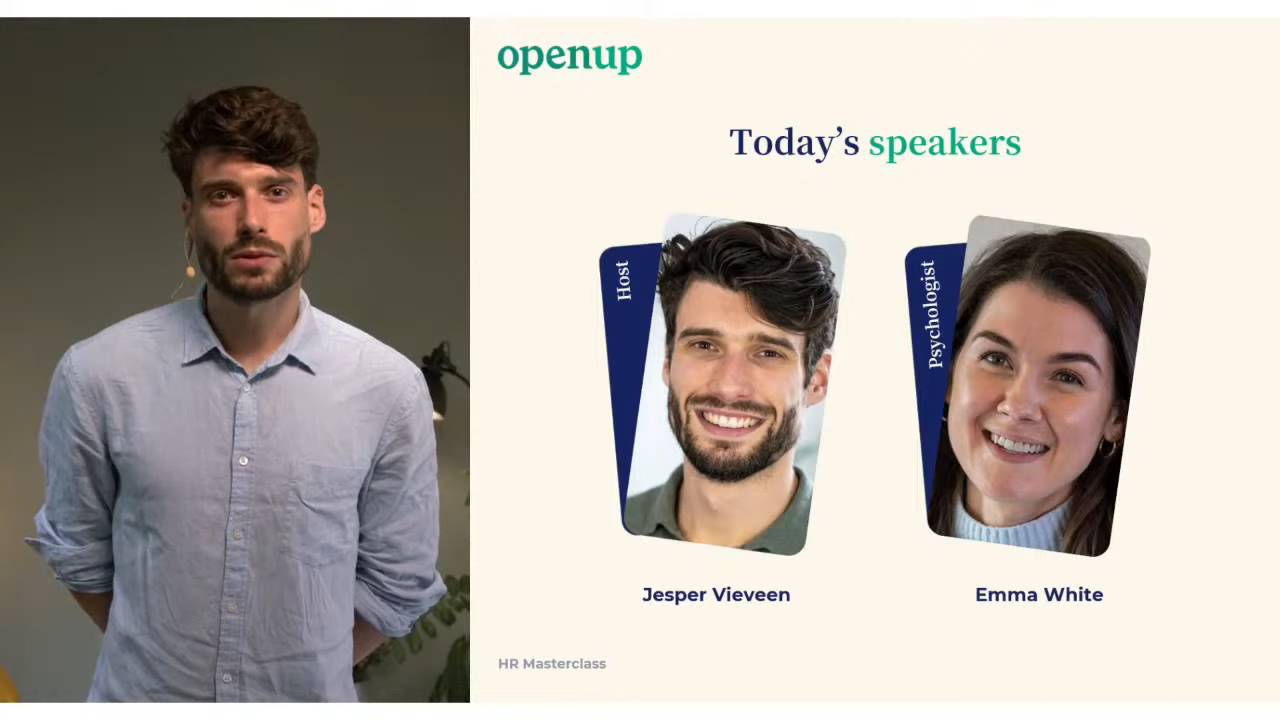 openup
Today's speakers
Host
Psychologist
Jesper Vieveen
Emma White
HR Masterclass